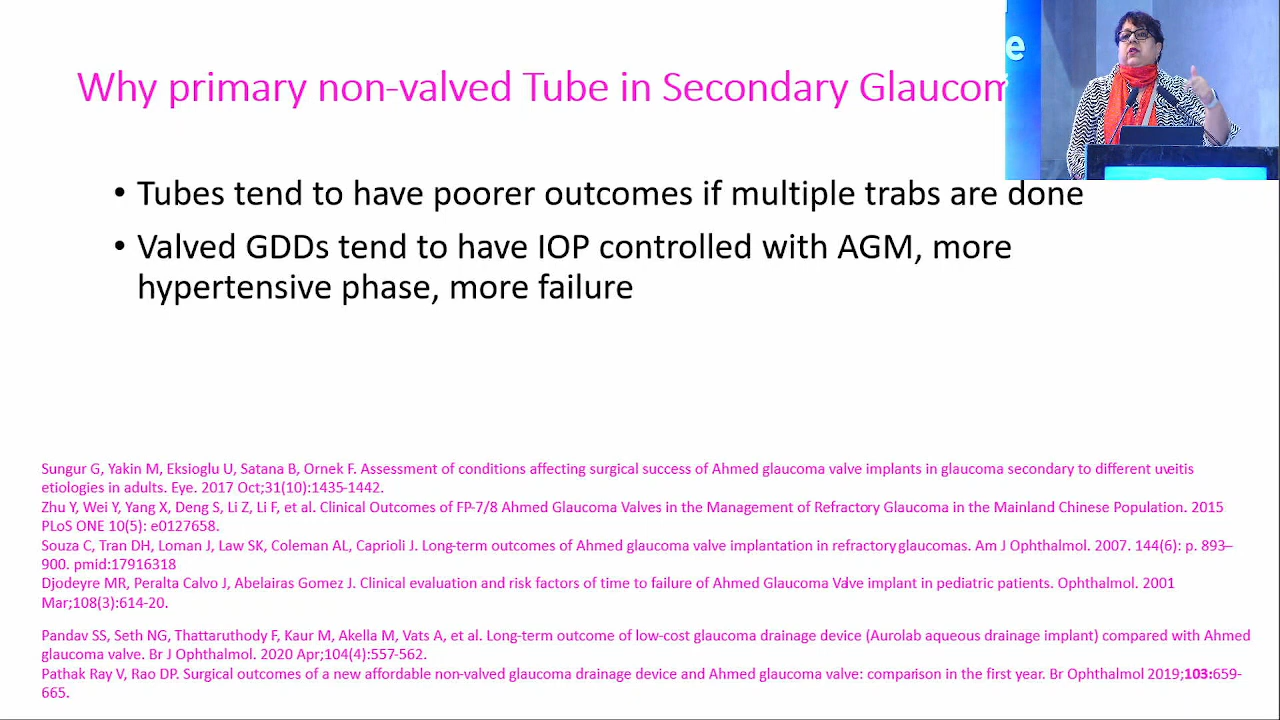 Why primary non-valved Tube in Secondary Glaucom
e
• Tubes tend to have poorer outcomes if multiple trabs are done
• Valved GDDs tend to have IOP controlled with AGM, more
hypertensive phase, more failure
Sungur G, Yakin M, Eksioglu U, Satana B, Ornek F. Assessment of conditions affecting surgical success of Ahmed glaucoma valve implants in glaucoma secondary to different uveitis
etiologies in adults. Eye. 2017 Oct;31(10):1435-1442.
Zhu Y, Wei Y, Yang X, Deng S, Li Z, Li F, et al. Clinical Outcomes of FP-7/8 Ahmed Glaucoma Valves in the Management of Refractory Glaucoma in the Mainland Chinese Population. 2015
PLoS ONE 10(5): e0127658.
Souza C, Tran DH, Loman J, Law SK, Coleman AL, Caprioli J. Long-term outcomes of Ahmed glaucoma valve implantation in refractory glaucomas. Am J Ophthalmol. 2007. 144(6): p. 893–
900. pmid:17916318
Djodeyre MR, Peralta Calvo J, Abelairas Gomez J. Clinical evaluation and risk factors of time to failure of Ahmed Glaucoma Valve implant in pediatric patients. Ophthalmol. 2001
Mar;108(3):614-20.
Pandav SS, Seth NG, Thattaruthody F, Kaur M, Akella M, Vats A, et al. Long-term outcome of low-cost glaucoma drainage device (Aurolab aqueous drainage implant) compared with Ahmed
glaucoma valve. Br J Ophthalmol. 2020 Apr;104(4):557-562.
Pathak Ray V, Rao DP. Surgical outcomes of a new affordable non-valved glaucoma drainage device and Ahmed glaucoma valve: comparison in the first year. Br Ophthalmol 2019;103:659-
665.